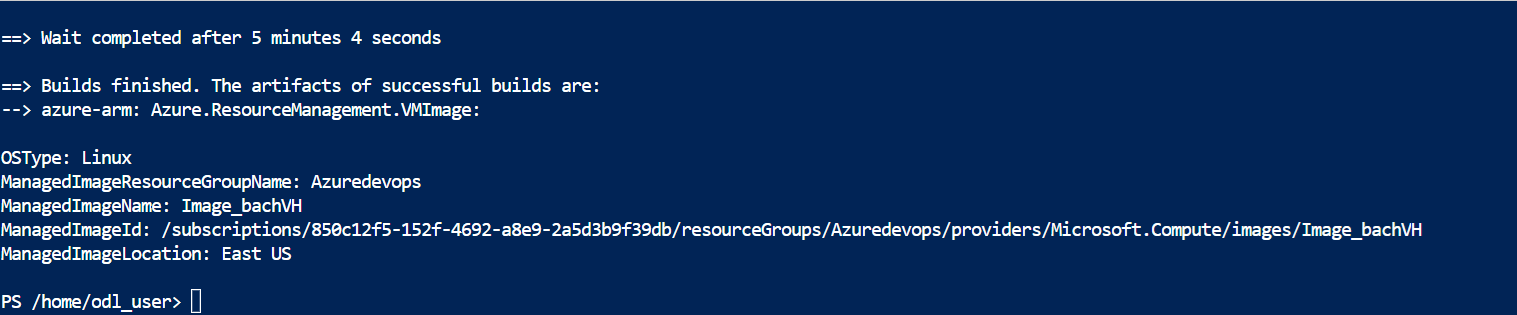 ==> Wait completed after 5 minutes 4 seconds
==> Builds finished. The artifacts of successful builds are:
--> azure-arm: Azure.ResourceManagement.VMImage:
OSType: Linux
ManagedImageResourceGroupName: Azuredevops
ManagedImageName: Image_bachVH
ManagedImageId: /subscriptions/850c12f5-152f-4692-a8e9-2a5d3b9f39db/resourceGroups/Azuredevops/providers/Microsoft.Compute/images/Image_bachVH
ManagedImageLocation: East US
PS /home/odl_user>